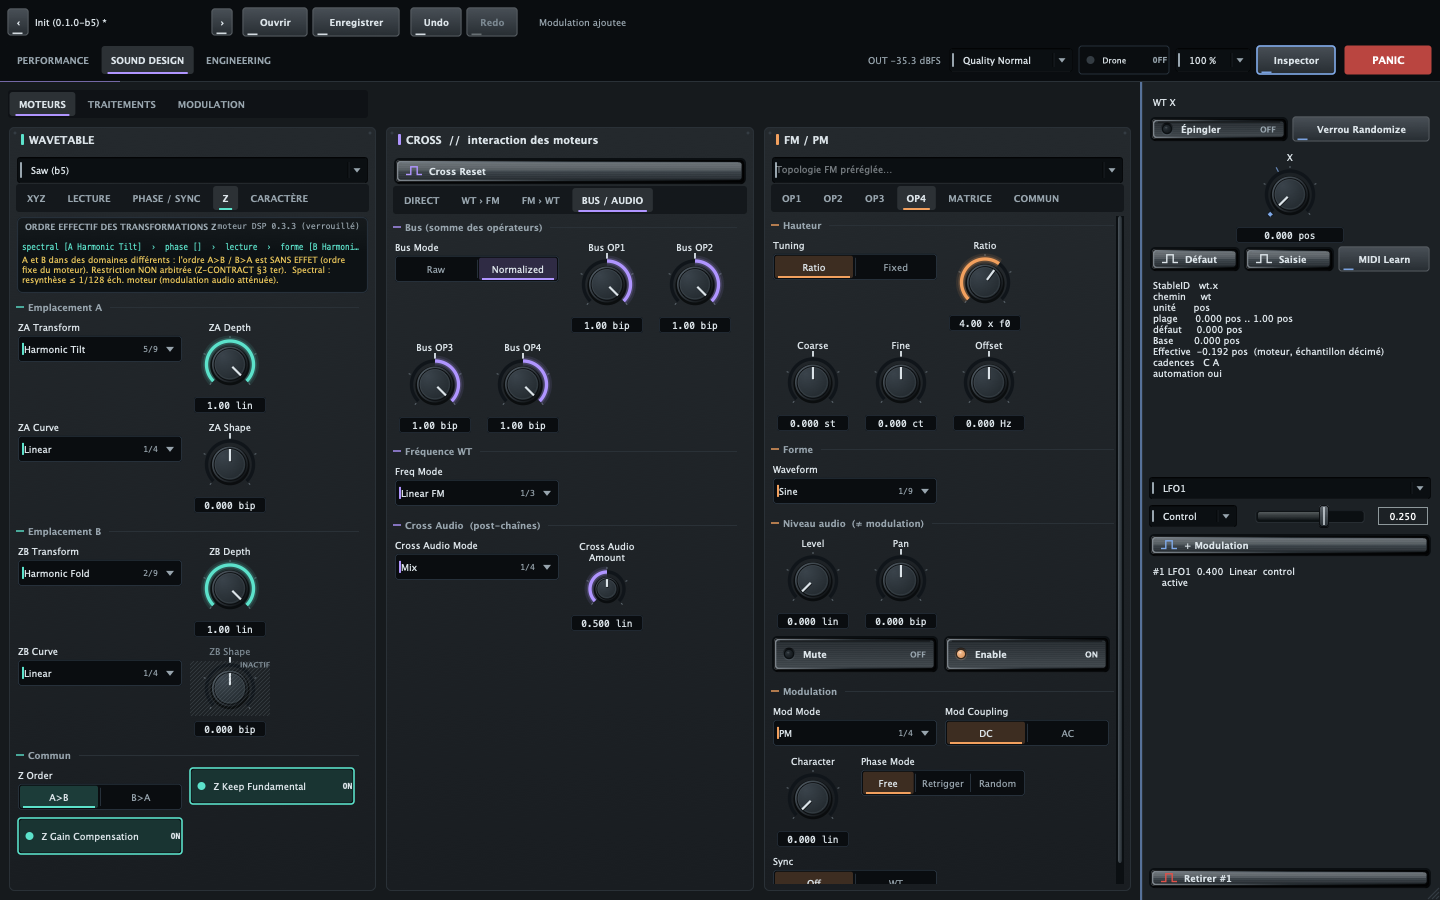 ‹ Init (0.1.0-b5) * › Ouvrir Enregistrer Undo Redo Modulation ajoutee
PERFORMANCE SOUND DESIGN ENGINEERING OUT -35.3 dBFS Quality Normal Drone OFF 100 % Inspector PANIC
MOTEURS TRAITEMENTS MODULATION
WAVETABLE
Saw (b5)
XYZ LECTURE PHASE / SYNC Z CARACTÈRE
ORDRE EFFECTIF DES TRANSFORMATIONS Z moteur DSP 0.3.3 (verrouillé)
spectral [A Harmonic Tilt] › phase [] › lecture › forme [B Harmoni…
A et B dans des domaines différents : l'ordre A>B / B>A est SANS EFFET (ordre
fixe du moteur). Restriction NON arbitrée (Z-CONTRACT §3 ter). Spectral :
resynthèse ≤ 1/128 éch. moteur (modulation audio atténuée).
Emplacement A
ZA Transform ZA Depth
Harmonic Tilt 5/9
1.00 lin
ZA Curve ZA Shape
Linear 1/4
0.000 bip
Emplacement B
ZB Transform ZB Depth
Harmonic Fold 2/9
1.00 lin
ZB Curve ZB Shape
INACTIF
Linear 1/4
0.000 bip
Commun
Z Order
A>B B>A
Z Keep Fundamental ON
Z Gain Compensation ON
CROSS // interaction des moteurs
Cross Reset
DIRECT WT › FM FM › WT BUS / AUDIO
Bus (somme des opérateurs)
Bus Mode Bus OP1 Bus OP2
Raw Normalized
1.00 bip 1.00 bip
Bus OP3 Bus OP4
1.00 bip 1.00 bip
Fréquence WT
Freq Mode
Linear FM 1/3
Cross Audio (post-chaînes)
Cross Audio Mode Cross Audio
Amount
Mix 1/4
0.500 lin
FM / PM
Topologie FM préréglée...
OP1 OP2 OP3 OP4 MATRICE COMMUN
Hauteur
Tuning Ratio
Ratio Fixed
4.00 x f0
Coarse Fine Offset
0.000 st 0.000 ct 0.000 Hz
Forme
Waveform
Sine 1/9
Niveau audio (≠ modulation)
Level Pan
0.000 lin 0.000 bip
Mute OFF Enable ON
Modulation
Mod Mode Mod Coupling
PM 1/4 DC AC
Character Phase Mode
Free Retrigger Random
0.000 lin
Sync
Off WT
WT X
Épingler OFF Verrou Randomize
X
0.000 pos
Défaut Saisie MIDI Learn
StableID wt.x
chemin wt
unité pos
plage 0.000 pos .. 1.00 pos
défaut 0.000 pos
Base 0.000 pos
Effective -0.192 pos (moteur, échantillon décimé)
cadences C A
automation oui
LFO1
Control 0.250
+ Modulation
#1 LFO1 0.400 Linear control
active
Retirer #1